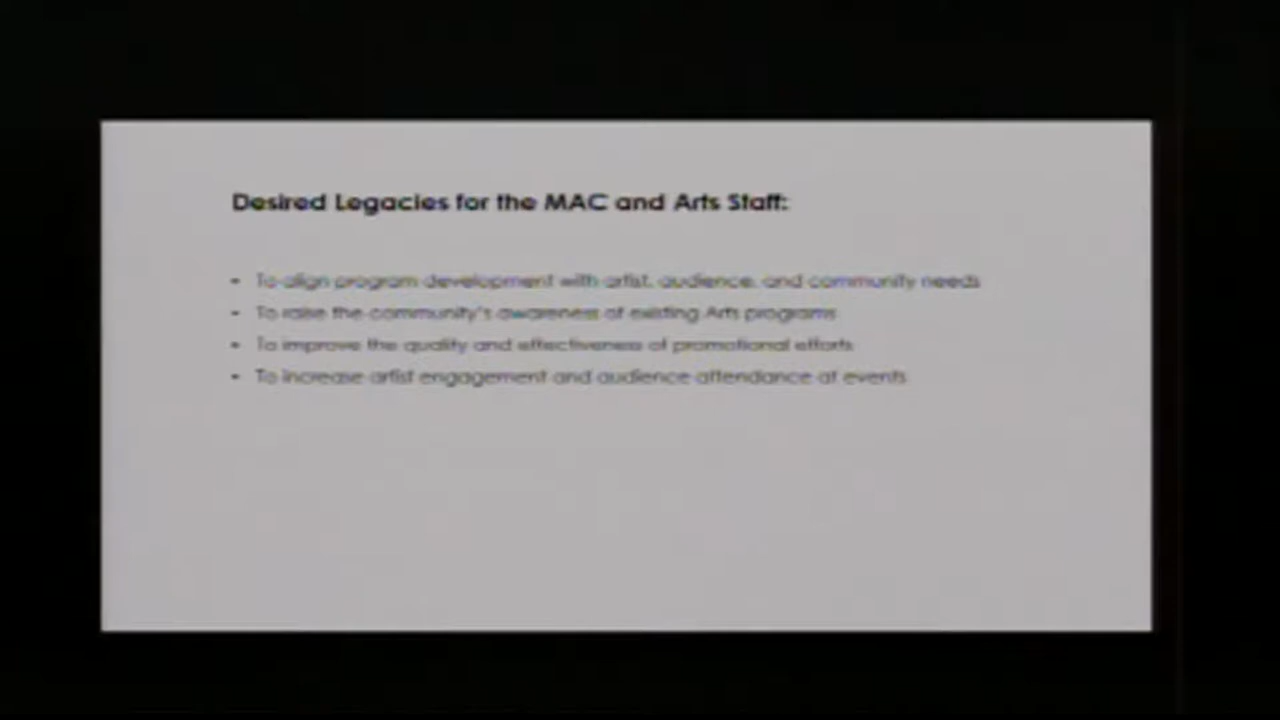 Desired Legacies for the MAC and Arts Staff:
• To align program development with artist, audience, and community needs
• To raise the community's awareness of existing Arts programs
• To improve the quality and effectiveness of promotional efforts
• To increase artist engagement and audience attendance at events